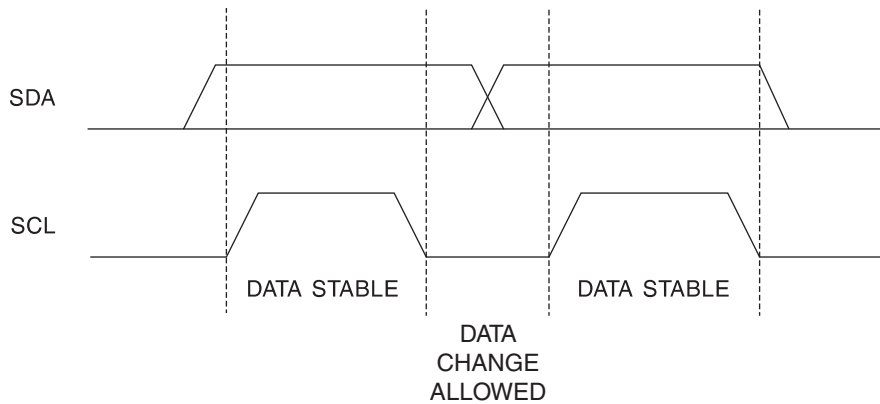 SDA
SCL
DATA STABLE
DATA STABLE
DATA
CHANGE
ALLOWED